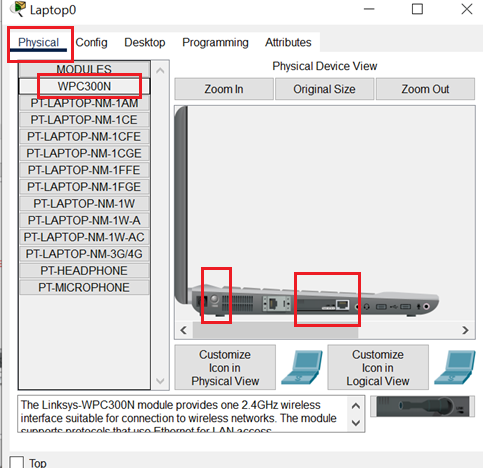 Laptop0
Physical Config Desktop Programming Attributes
MODULES
WPC300N
PT-LAPTOP-NM-1AM
PT-LAPTOP-NM-1CE
PT-LAPTOP-NM-1CFE
PT-LAPTOP-NM-1CGE
PT-LAPTOP-NM-1FFE
PT-LAPTOP-NM-1FGE
PT-LAPTOP-NM-1W
PT-LAPTOP-NM-1W-A
PT-LAPTOP-NM-1W-AC
PT-LAPTOP-NM-3G/4G
PT-HEADPHONE
PT-MICROPHONE
Physical Device View
Zoom In Original Size Zoom Out
Customize
Icon in
Physical View
Customize
Icon in
Logical View
The Linksys-WPC300N module provides one 2.4GHz wireless
interface suitable for connection to wireless networks. The module
supports protocols that use Ethernet for LAN access.
Top